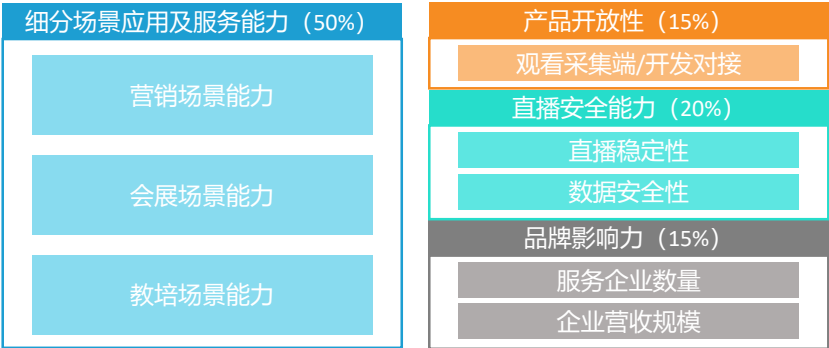 细分场景应用及服务能力（50%）
营销场景能力
会展场景能力
教培场景能力
产品开放性（15%）
观看采集端/开发对接
直播安全能力（20%）
直播稳定性
数据安全性
品牌影响力（15%）
服务企业数量
企业营收规模